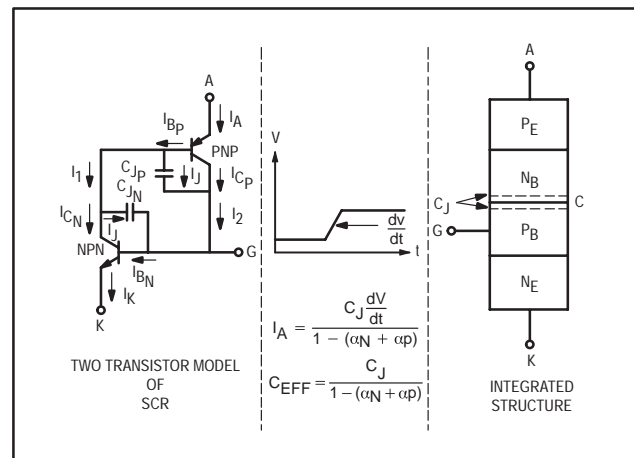 A
I_A
I_BP
PNP
I_1
C_JP
I_J
I_CP
C_JN
I_CN
I_J
I_2
NPN
G
I_BN
I_K
K
TWO TRANSISTOR MODEL
OF
SCR
V
dv
dt
t
I_A = C_J dV/dt / 1 − (αN + αp)
C_EFF = C_J / 1 − (αN + αp)
A
P_E
N_B
C_J
C
G
P_B
N_E
K
INTEGRATED
STRUCTURE